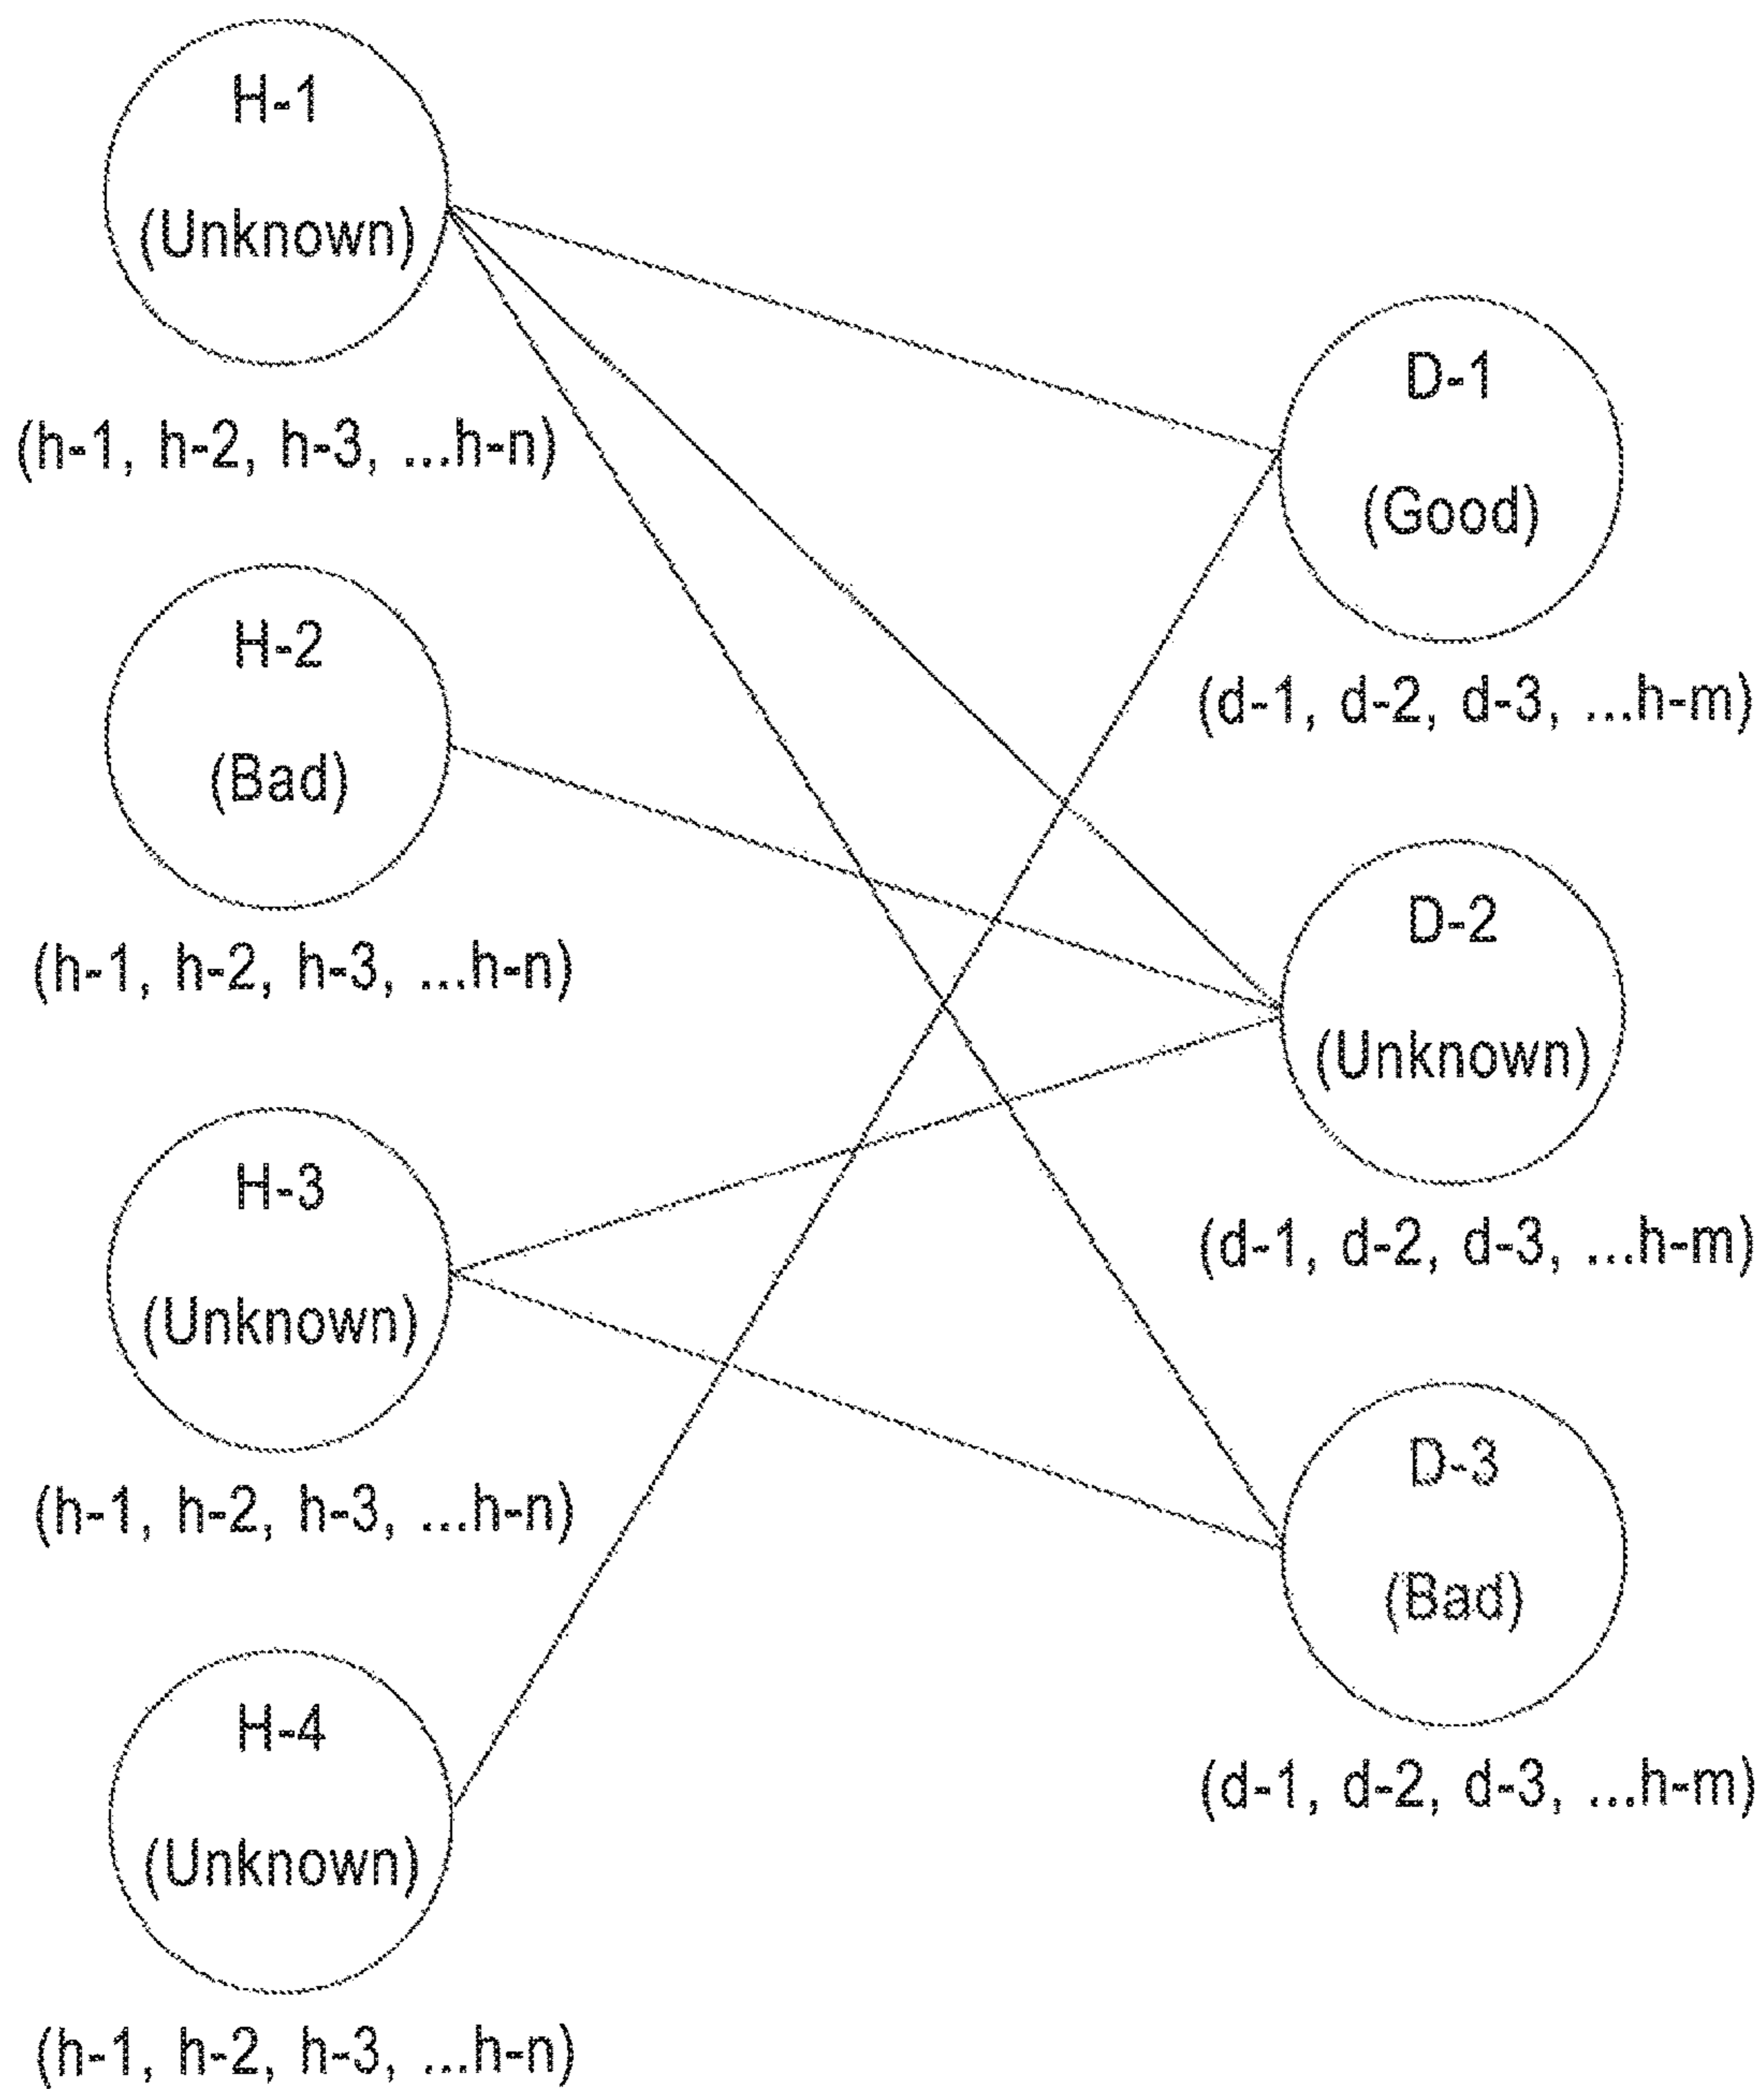 H-1
(Unknown)
(h-1, h-2, h-3, ...h-n)
H-2
(Bad)
(h-1, h-2, h-3, ...h-n)
H-3
(Unknown)
(h-1, h-2, h-3, ...h-n)
H-4
(Unknown)
(h-1, h-2, h-3, ...h-n)
D-1
(Good)
(d-1, d-2, d-3, ...h-m)
D-2
(Unknown)
(d-1, d-2, d-3, ...h-m)
D-3
(Bad)
(d-1, d-2, d-3, ...h-m)